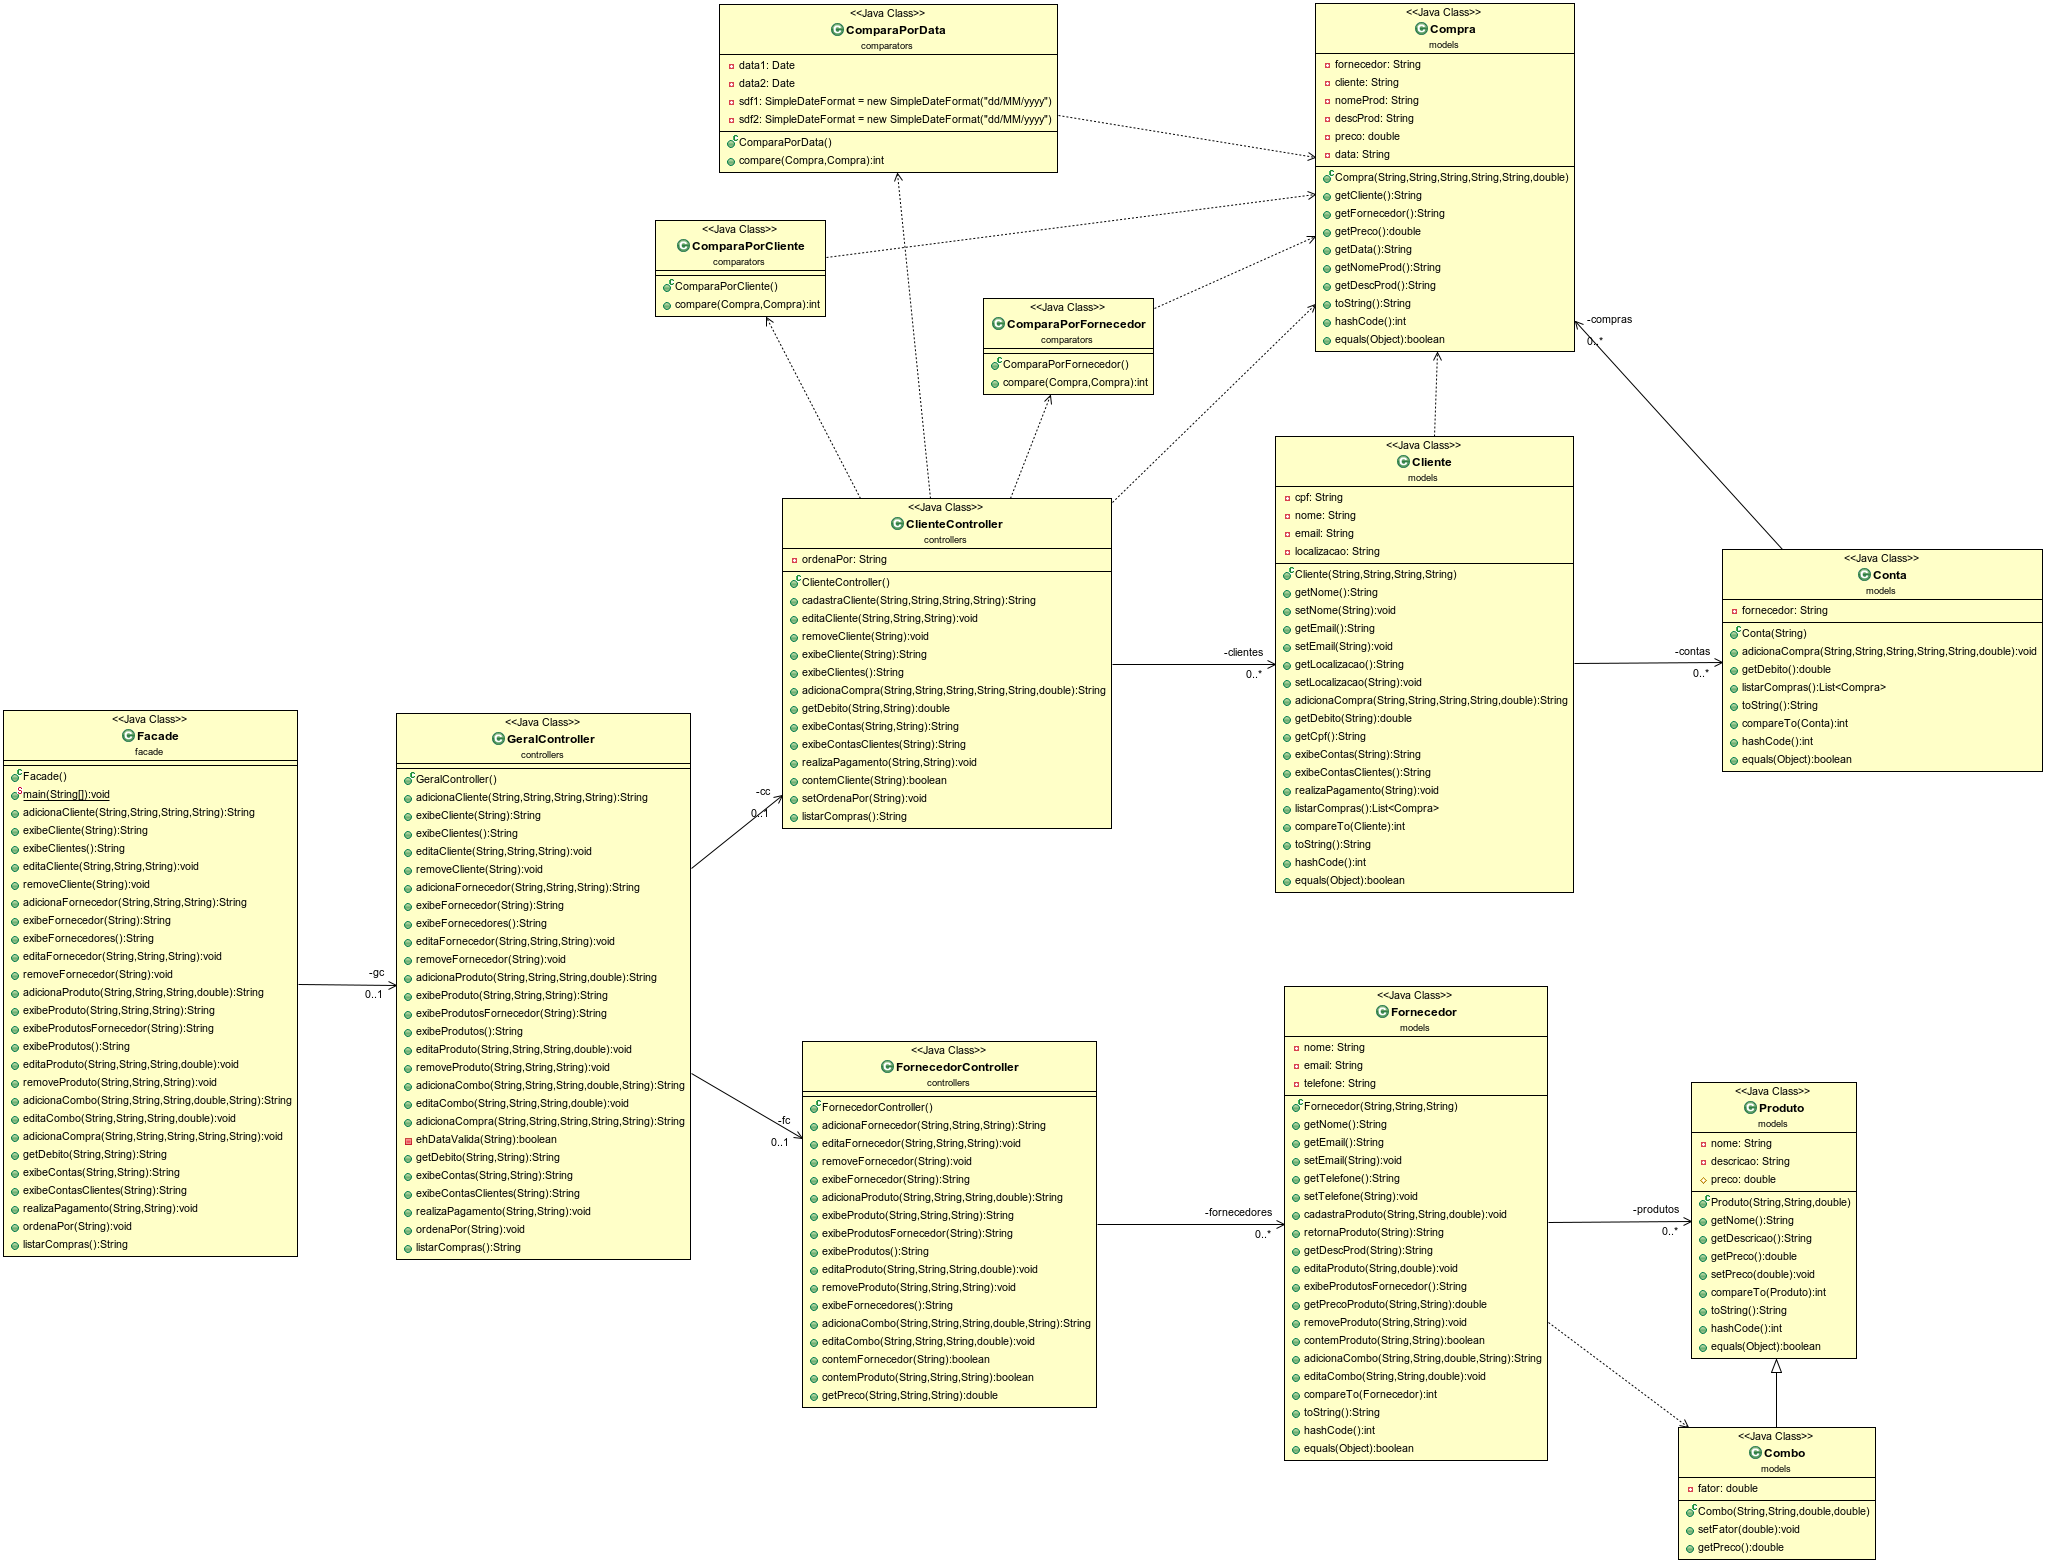 <<Java Class>>
ComparaPorData
comparators
data1: Date
data2: Date
sdf1: SimpleDateFormat = new SimpleDateFormat("dd/MM/yyyy")
sdf2: SimpleDateFormat = new SimpleDateFormat("dd/MM/yyyy")
ComparaPorData()
compare(Compra,Compra):int
<<Java Class>>
Compra
models
fornecedor: String
cliente: String
nomeProd: String
descProd: String
preco: double
data: String
Compra(String,String,String,String,String,double)
getCliente():String
getFornecedor():String
getPreco():double
getData():String
getNomeProd():String
getDescProd():String
toString():String
hashCode():int
equals(Object):boolean
<<Java Class>>
ComparaPorCliente
comparators
ComparaPorCliente()
compare(Compra,Compra):int
<<Java Class>>
ComparaPorFornecedor
comparators
ComparaPorFornecedor()
compare(Compra,Compra):int
-compras
0..*
<<Java Class>>
ClienteController
controllers
ordenaPor: String
ClienteController()
cadastraCliente(String,String,String,String):String
editaCliente(String,String,String):void
removeCliente(String):void
exibeCliente(String):String
exibeClientes():String
adicionaCompra(String,String,String,String,String,double):String
getDebito(String,String):double
exibeContas(String,String):String
exibeContasClientes(String):String
realizaPagamento(String,String):void
contemCliente(String):boolean
setOrdenaPor(String):void
listarCompras():String
-clientes
0..*
<<Java Class>>
Cliente
models
cpf: String
nome: String
email: String
localizacao: String
Cliente(String,String,String,String)
getNome():String
setNome(String):void
getEmail():String
setEmail(String):void
getLocalizacao():String
setLocalizacao(String):void
adicionaCompra(String,String,String,String,double):String
getDebito(String):double
getCpf():String
exibeContas(String):String
exibeContasClientes():String
realizaPagamento(String):void
listarCompras():List<Compra>
compareTo(Cliente):int
toString():String
hashCode():int
equals(Object):boolean
-contas
0..*
<<Java Class>>
Conta
models
fornecedor: String
Conta(String)
adicionaCompra(String,String,String,String,String,double):void
getDebito():double
listarCompras():List<Compra>
toString():String
compareTo(Conta):int
hashCode():int
equals(Object):boolean
<<Java Class>>
Facade
facade
Facade()
main(String[]):void
adicionaCliente(String,String,String,String):String
exibeCliente(String):String
exibeClientes():String
editaCliente(String,String,String):void
removeCliente(String):void
adicionaFornecedor(String,String,String):String
exibeFornecedor(String):String
exibeFornecedores():String
editaFornecedor(String,String,String):void
removeFornecedor(String):void
adicionaProduto(String,String,String,double):String
exibeProduto(String,String,String):String
exibeProdutosFornecedor(String):String
exibeProdutos():String
editaProduto(String,String,String,double):void
removeProduto(String,String,String):void
adicionaCombo(String,String,String,double,String):String
editaCombo(String,String,String,double):void
adicionaCompra(String,String,String,String,String):void
getDebito(String,String):String
exibeContas(String,String):String
exibeContasClientes(String):String
realizaPagamento(String,String):void
ordenaPor(String):void
listarCompras():String
-gc
0..1
<<Java Class>>
GeralController
controllers
GeralController()
adicionaCliente(String,String,String,String):String
exibeCliente(String):String
exibeClientes():String
editaCliente(String,String,String):void
removeCliente(String):void
adicionaFornecedor(String,String,String):String
exibeFornecedor(String):String
exibeFornecedores():String
editaFornecedor(String,String,String):void
removeFornecedor(String):void
adicionaProduto(String,String,String,double):String
exibeProduto(String,String,String):String
exibeProdutosFornecedor(String):String
exibeProdutos():String
editaProduto(String,String,String,double):void
removeProduto(String,String,String):void
adicionaCombo(String,String,String,double,String):String
editaCombo(String,String,String,double):void
adicionaCompra(String,String,String,String,String):String
ehDataValida(String):boolean
getDebito(String,String):String
exibeContas(String,String):String
exibeContasClientes(String):String
realizaPagamento(String,String):void
ordenaPor(String):void
listarCompras():String
-cc
0..1
-fc
0..1
<<Java Class>>
FornecedorController
controllers
FornecedorController()
adicionaFornecedor(String,String,String):String
editaFornecedor(String,String,String):void
removeFornecedor(String):void
exibeFornecedor(String):String
adicionaProduto(String,String,String,double):String
exibeProduto(String,String,String):String
exibeProdutosFornecedor(String):String
exibeProdutos():String
editaProduto(String,String,String,double):void
removeProduto(String,String,String):void
exibeFornecedores():String
adicionaCombo(String,String,String,double,String):String
editaCombo(String,String,String,double):void
contemFornecedor(String):boolean
contemProduto(String,String,String):boolean
getPreco(String,String,String):double
-fornecedores
0..*
<<Java Class>>
Fornecedor
models
nome: String
email: String
telefone: String
Fornecedor(String,String,String)
getNome():String
getEmail():String
setEmail(String):void
getTelefone():String
setTelefone(String):void
cadastraProduto(String,String,double):void
retornaProduto(String):String
getDescProd(String):String
editaProduto(String,double):void
exibeProdutosFornecedor():String
getPrecoProduto(String,String):double
removeProduto(String,String):void
contemProduto(String,String):boolean
adicionaCombo(String,String,double,String):String
editaCombo(String,String,double):void
compareTo(Fornecedor):int
toString():String
hashCode():int
equals(Object):boolean
-produtos
0..*
<<Java Class>>
Produto
models
nome: String
descricao: String
preco: double
Produto(String,String,double)
getNome():String
getDescricao():String
getPreco():double
setPreco(double):void
compareTo(Produto):int
toString():String
hashCode():int
equals(Object):boolean
<<Java Class>>
Combo
models
fator: double
Combo(String,String,double,double)
setFator(double):void
getPreco():double